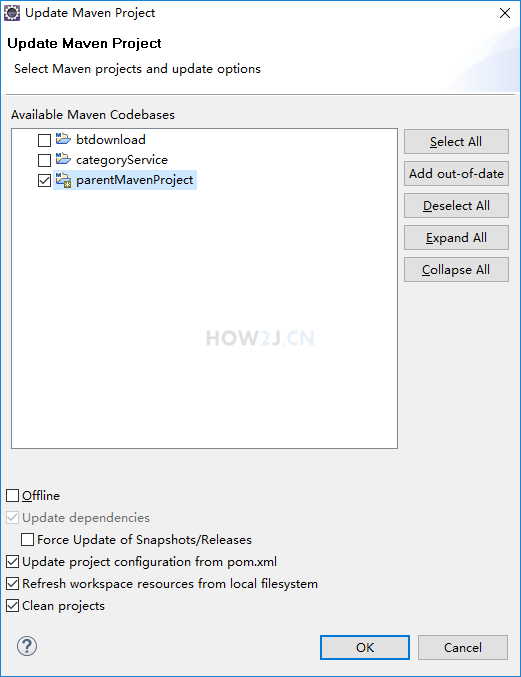 Update Maven Project
Update Maven Project
Select Maven projects and update options
Available Maven Codebases
btdownload
categoryService
parentMavenProject
Select All
Add out-of-date
Deselect All
Expand All
Collapse All
HOW2J.CN
Offline
Update dependencies
Force Update of Snapshots/Releases
Update project configuration from pom.xml
Refresh workspace resources from local filesystem
Clean projects
?
OK
Cancel